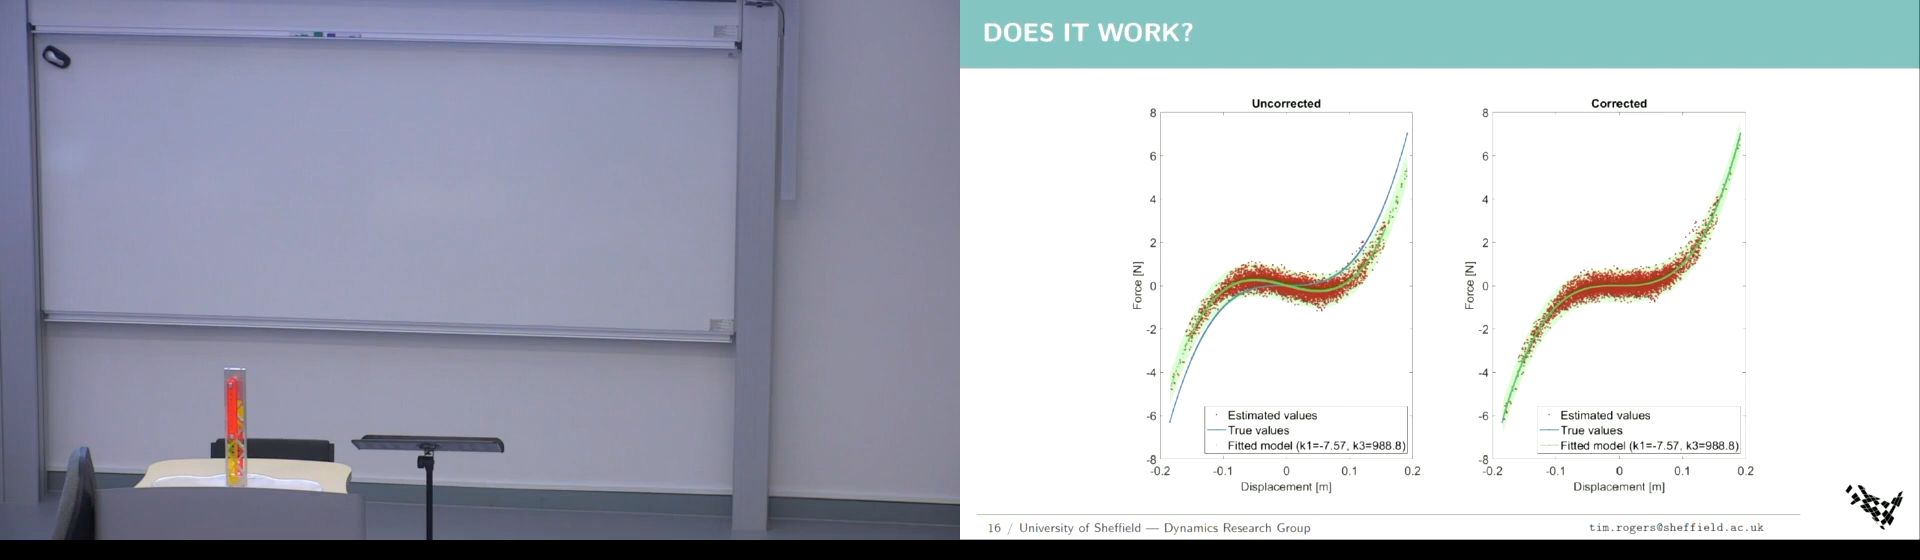 DOES IT WORK?
Uncorrected
8
6
4
2
0
-2
-4
-6
-8
Force [N]
-0.2 -0.1 0 0.1 0.2
Displacement [m]
Estimated values
True values
Fitted model (k1=-7.57, k3=988.8)
Corrected
8
6
4
2
0
-2
-4
-6
-8
Force [N]
-0.2 -0.1 0 0.1 0.2
Displacement [m]
Estimated values
True values
Fitted model (k1=-7.57, k3=988.8)
16 / University of Sheffield — Dynamics Research Group
tim.rogers@sheffield.ac.uk